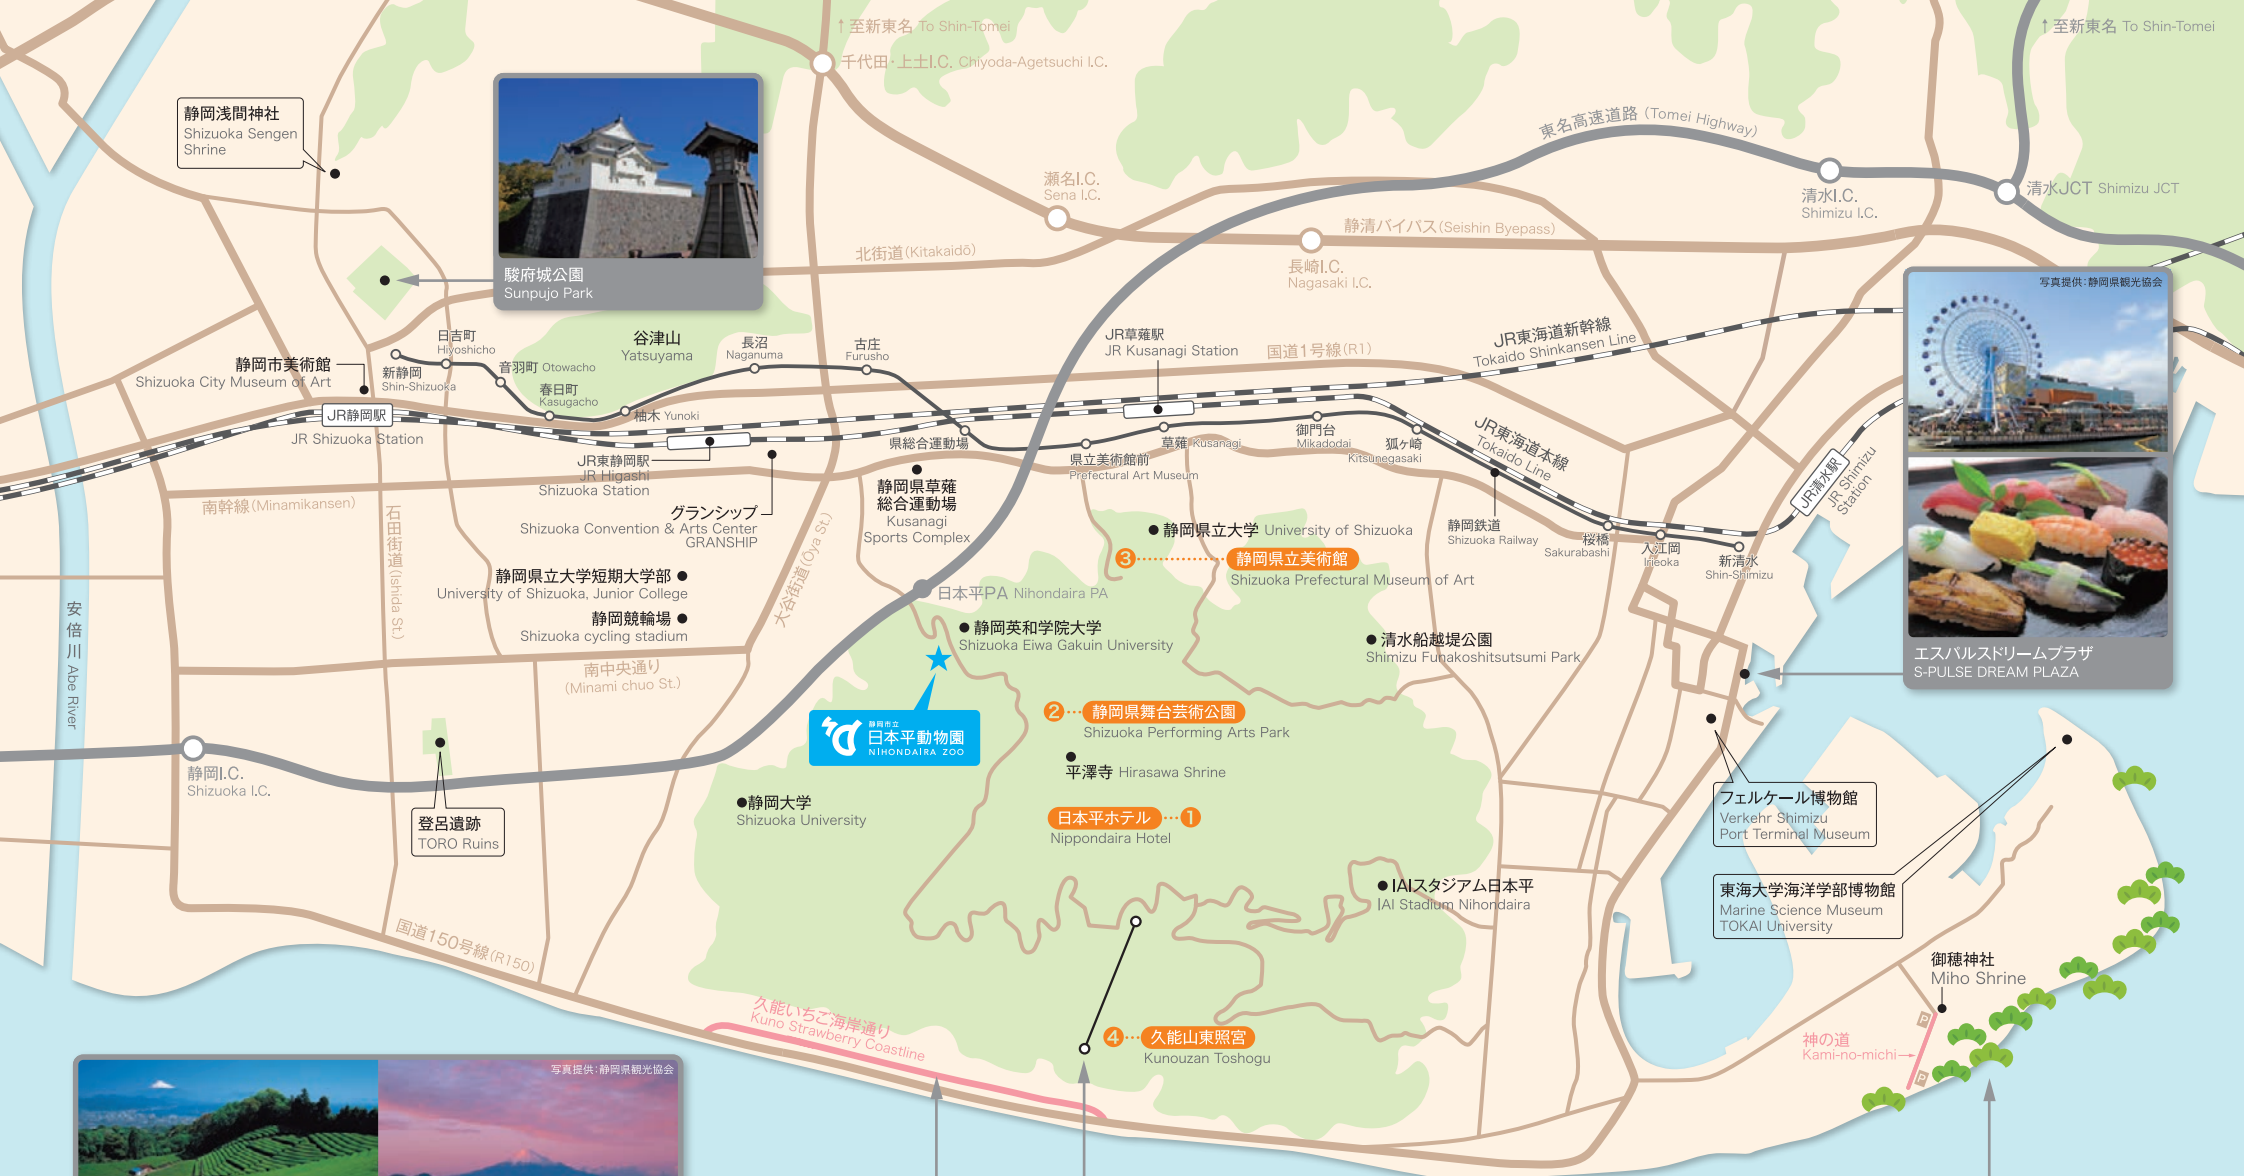 ↑至新東名 To Shin-Tomei
↑至新東名 To Shin-Tomei
千代田・上土I.C. Chiyoda-Agetsuchi I.C.
静岡浅間神社
Shizuoka Sengen
Shrine
東名高速道路 (Tomei Highway)
瀬名I.C.
Sena I.C.
清水I.C.
Shimizu I.C.
清水JCT Shimizu JCT
静清バイパス(Seishin Byepass)
北街道(Kitakaidō)
長崎I.C.
Nagasaki I.C.
駿府城公園
Sunpujo Park
写真提供：静岡県観光協会
日吉町
Hiyoshicho
谷津山
Yatsuyama
長沼
Naganuma
古庄
Furusho
JR草薙駅
JR Kusanagi Station
国道1号線(R1)
JR東海道新幹線
Tokaido Shinkansen Line
静岡市美術館
Shizuoka City Museum of Art
新静岡
Shin-Shizuoka
音羽町 Otowacho
春日町
Kasugacho
柚木 Yunoki
JR静岡駅
JR Shizuoka Station
県総合運動場
草薙 Kusanagi
御門台
Mikadodai
狐ヶ崎
Kitsunegasaki
JR東海道本線
Tokaido Line
県立美術館前
Prefectural Art Museum
JR東静岡駅
JR Higashi
Shizuoka Station
JR清水駅
JR Shimizu
Station
南幹線(Minamikansen)
石田街道(Ishida St.)
グランシップ
Shizuoka Convention & Arts Center
GRANSHIP
静岡県草薙
総合運動場
Kusanagi
Sports Complex
大谷街道(Ōya St.)
静岡県立大学 University of Shizuoka
3 静岡県立美術館
Shizuoka Prefectural Museum of Art
静岡鉄道
Shizuoka Railway
桜橋
Sakurabashi
入江岡
Irieoka
新清水
Shin-Shimizu
静岡県立大学短期大学部
University of Shizuoka, Junior College
静岡競輪場
Shizuoka cycling stadium
日本平PA Nihondaira PA
静岡英和学院大学
Shizuoka Eiwa Gakuin University
清水船越堤公園
Shimizu Funakoshitsutsumi Park
エスパルスドリームプラザ
S-PULSE DREAM PLAZA
安倍川 Abe River
南中央通り
(Minami chuo St.)
静岡市立
日本平動物園
NIHONDAIRA ZOO
2 静岡県舞台芸術公園
Shizuoka Performing Arts Park
平澤寺 Hirasawa Shrine
静岡I.C.
Shizuoka I.C.
登呂遺跡
TORO Ruins
静岡大学
Shizuoka University
日本平ホテル 1
Nippondaira Hotel
フェルケール博物館
Verkehr Shimizu
Port Terminal Museum
IAIスタジアム日本平
IAI Stadium Nihondaira
東海大学海洋学部博物館
Marine Science Museum
TOKAI University
国道150号線(R150)
御穂神社
Miho Shrine
久能いちご海岸通り
Kuno Strawberry Coastline
4 久能山東照宮
Kunouzan Toshogu
P
神の道
Kami-no-michi
P
写真提供：静岡県観光協会